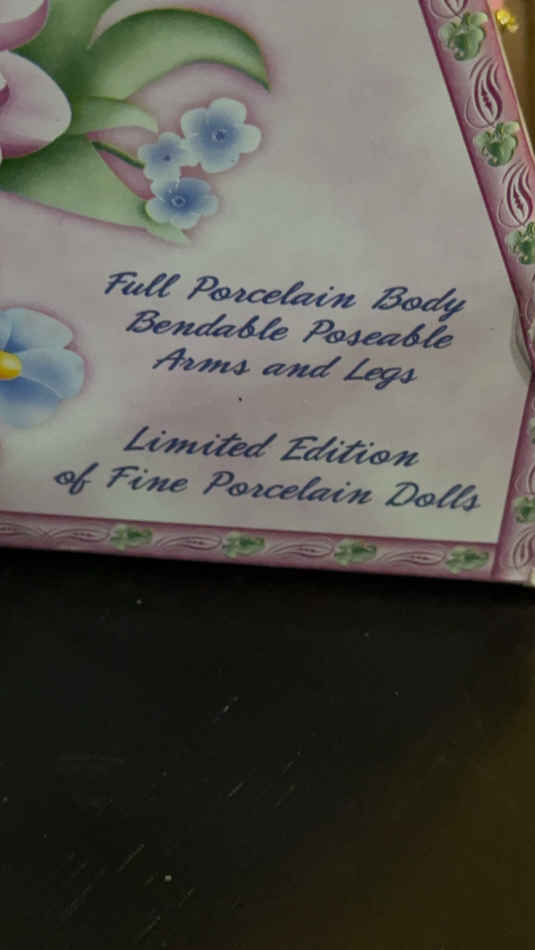 Full Porcelain Body
Bendable Poseable
Arms and Legs
Limited Edition
of Fine Porcelain Dolls